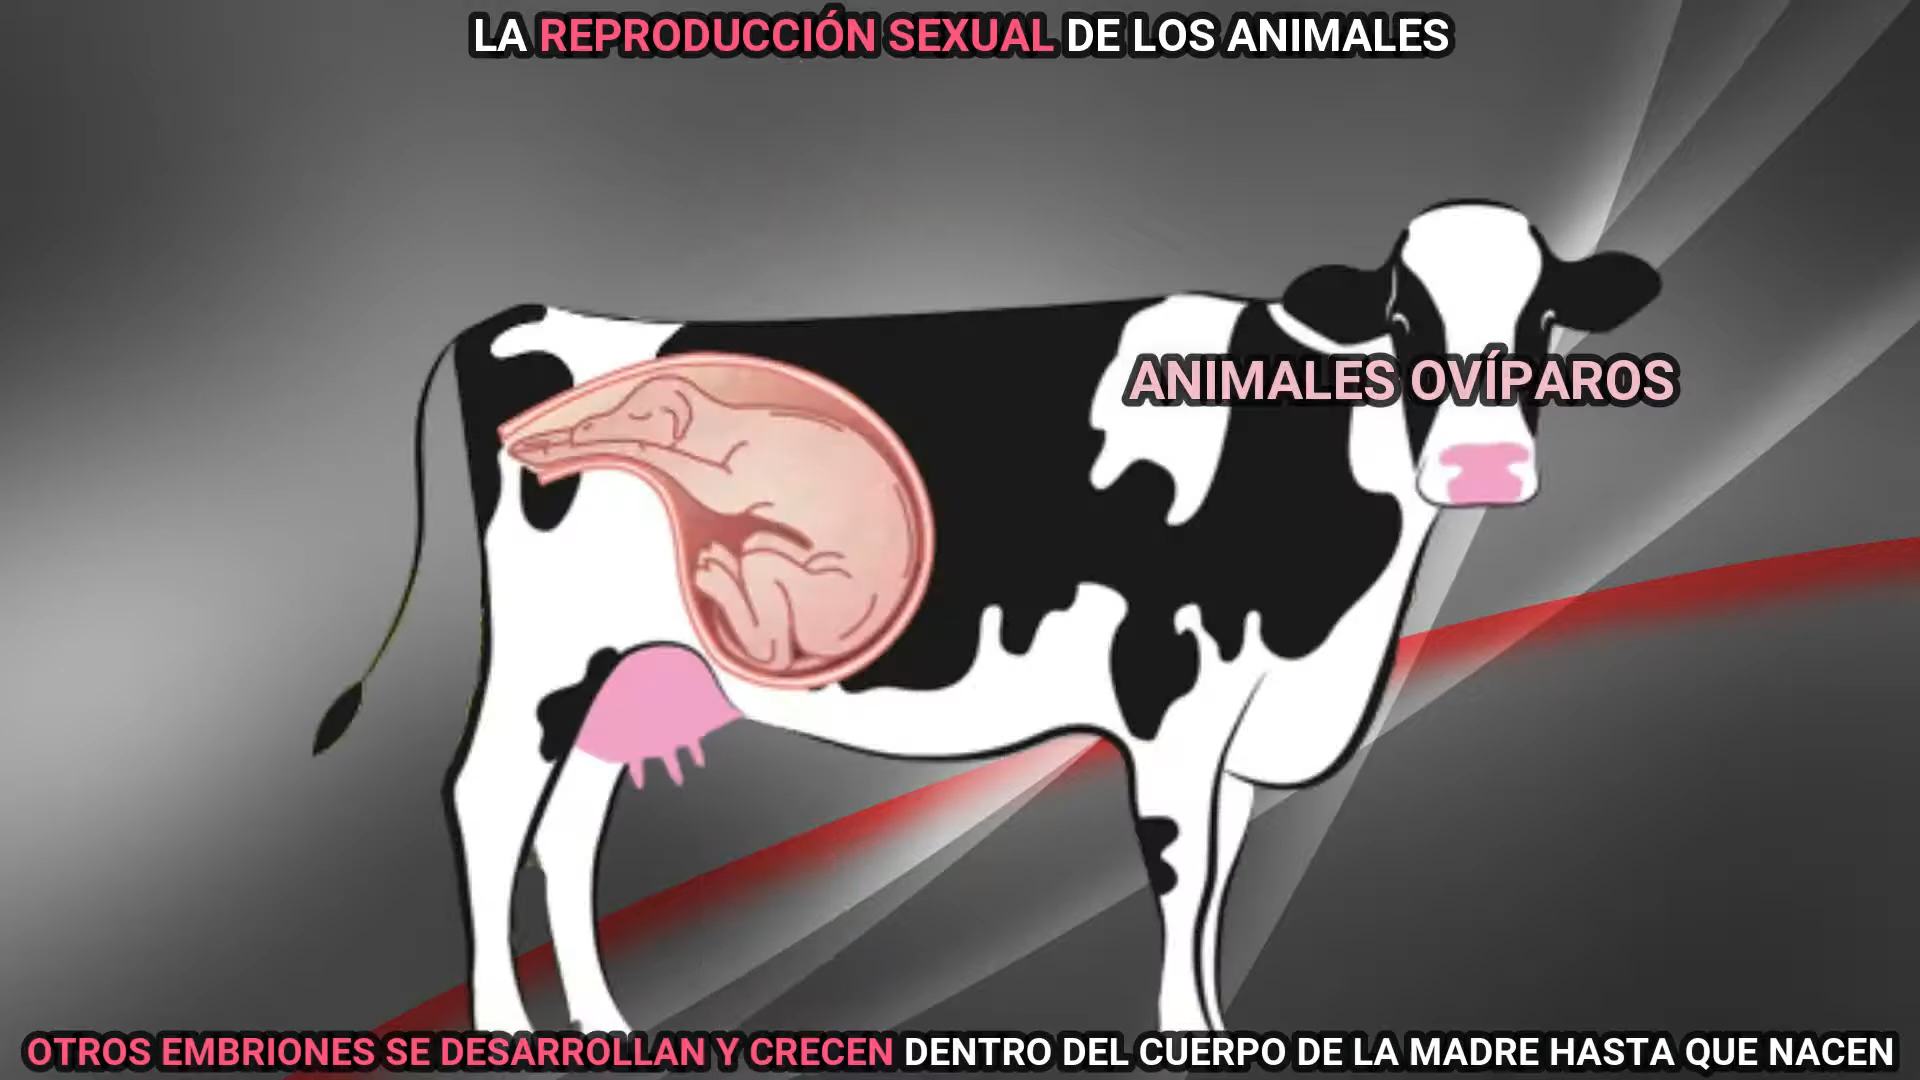 LA REPRODUCCIÓN SEXUAL DE LOS ANIMALES
ANIMALES OVÍPAROS
OTROS EMBRIONES SE DESARROLLAN Y CRECEN DENTRO DEL CUERPO DE LA MADRE HASTA QUE NACEN